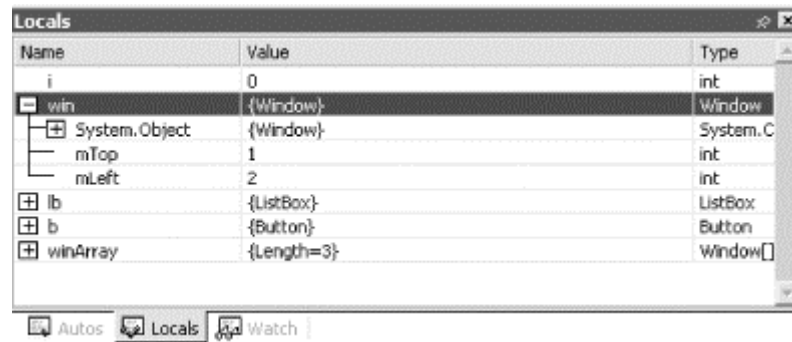 Locals
Name Value Type
i 0 int
win {Window} Window
System.Object {Window} System.C
mTop 1 int
mLeft 2 int
lb {ListBox} ListBox
b {Button} Button
winArray {Length=3} Window[]
Autos Locals Watch